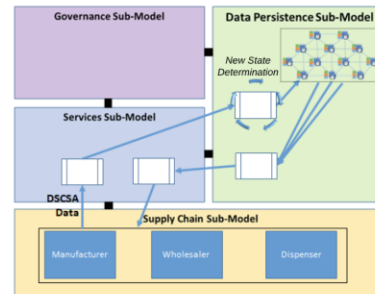 Governance Sub-Model
Data Persistence Sub-Model
New State
Determination
Services Sub-Model
DSCSA
Data
Supply Chain Sub-Model
Manufacturer
Wholesaler
Dispenser